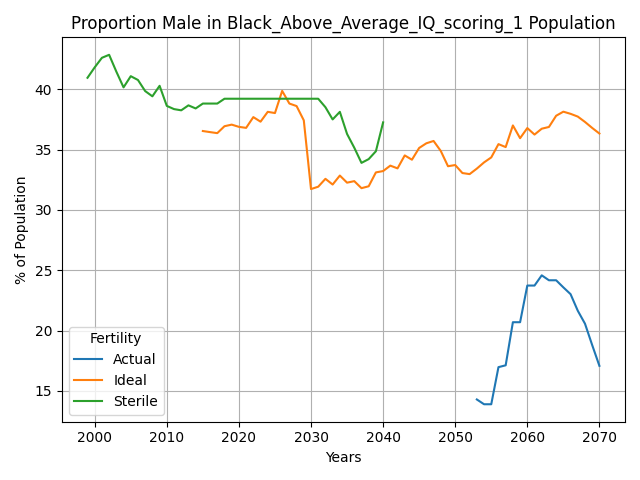 Proportion Male in Black_Above_Average_IQ_scoring_1 Population
% of Population
40
35
30
25
20
15
Fertility
Actual
Ideal
Sterile
2000 2010 2020 2030 2040 2050 2060 2070
Years